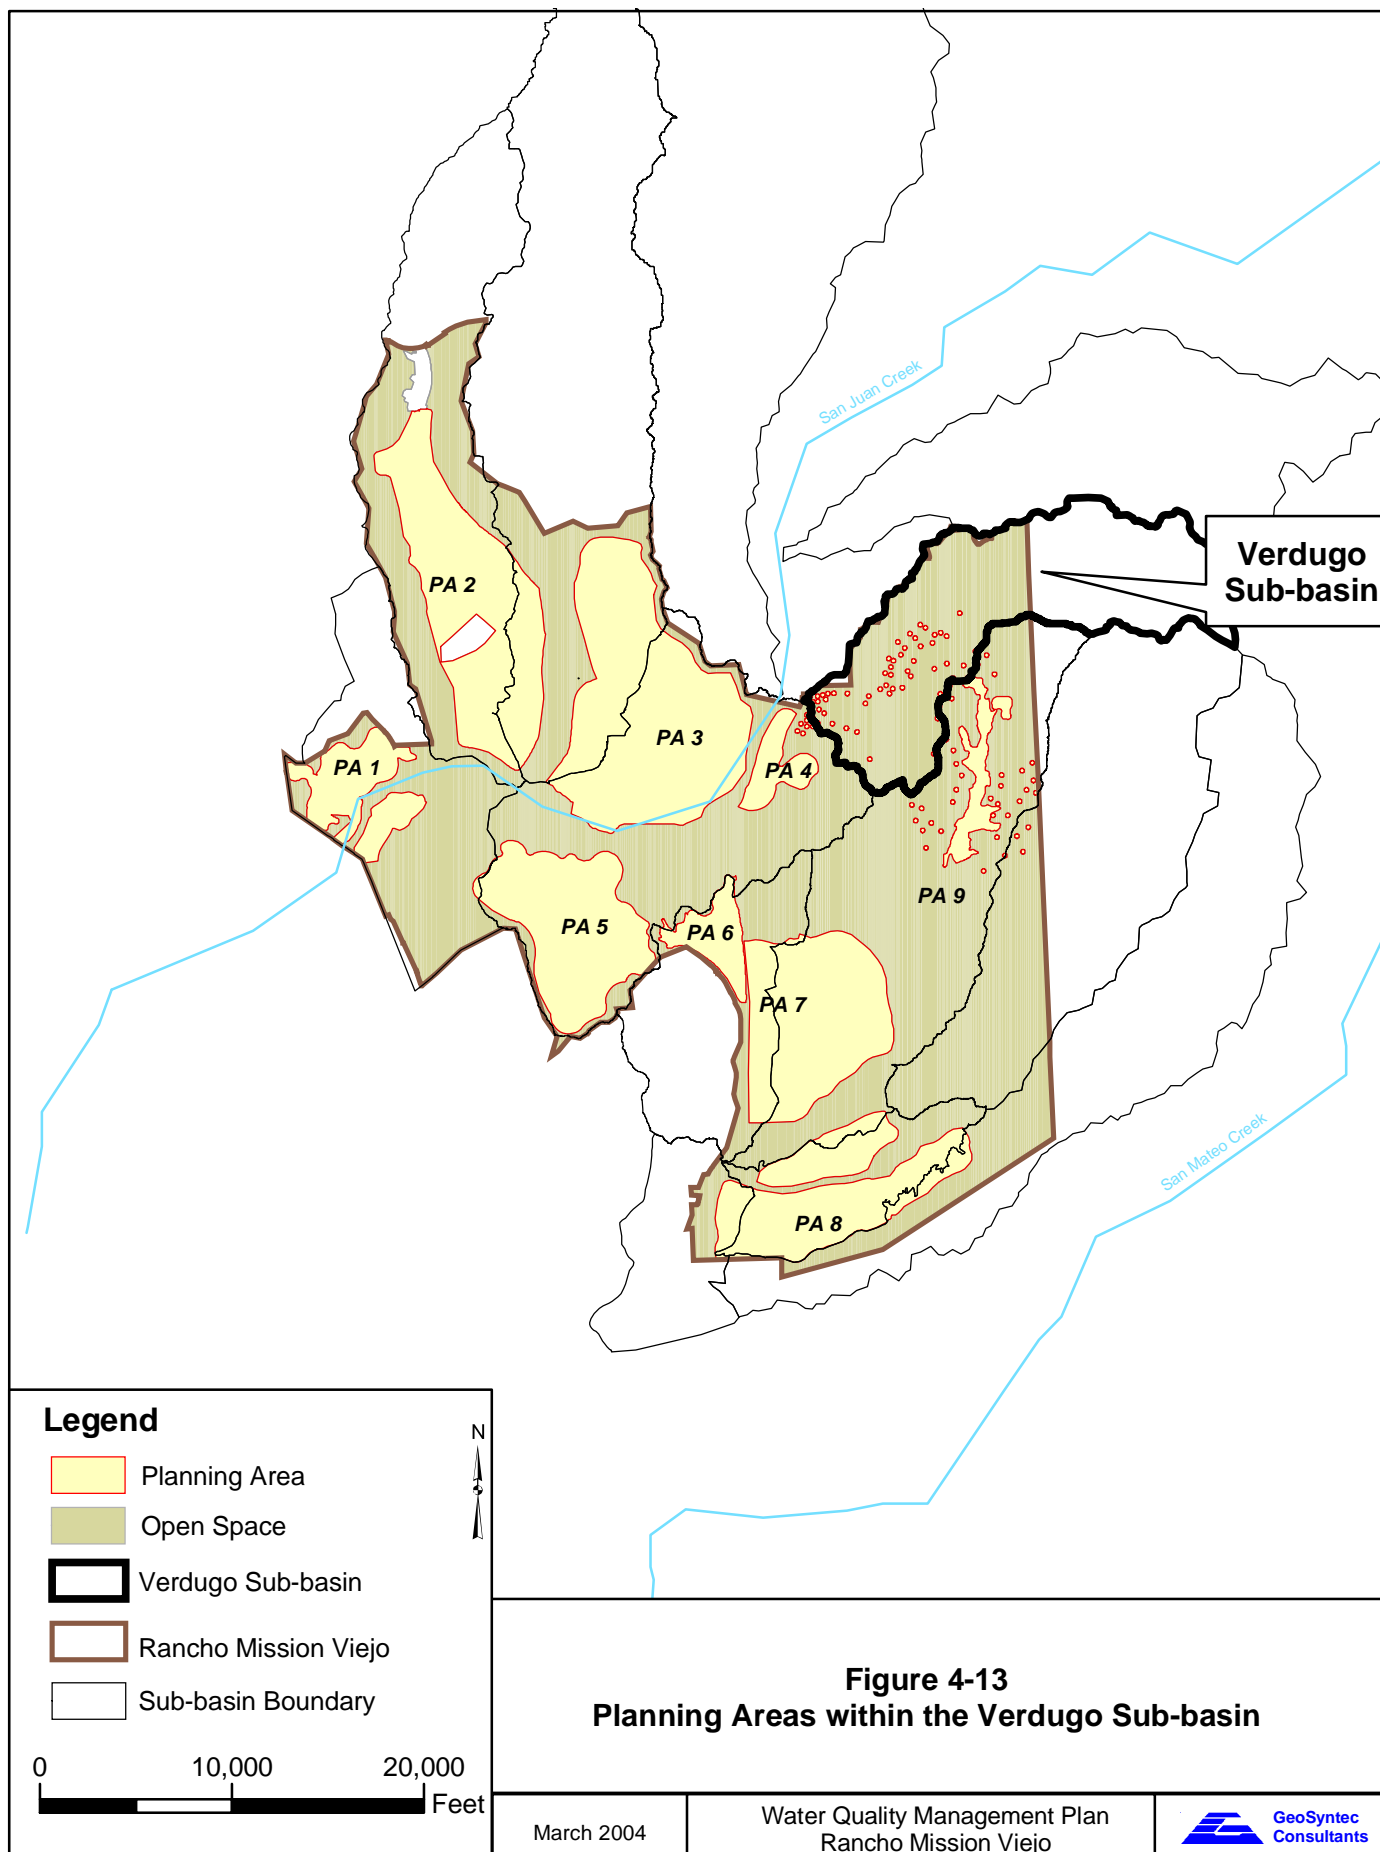 San Juan Creek
Verdugo
Sub-basin
PA 2
PA 3
PA 1
PA 4
PA 9
PA 5
PA 6
PA 7
San Mateo Creek
PA 8
Legend
N
Planning Area
Open Space
Verdugo Sub-basin
Rancho Mission Viejo
Sub-basin Boundary
0 10,000 20,000
Feet
Figure 4-13
Planning Areas within the Verdugo Sub-basin
March 2004
Water Quality Management Plan
Rancho Mission Viejo
GeoSyntec
Consultants